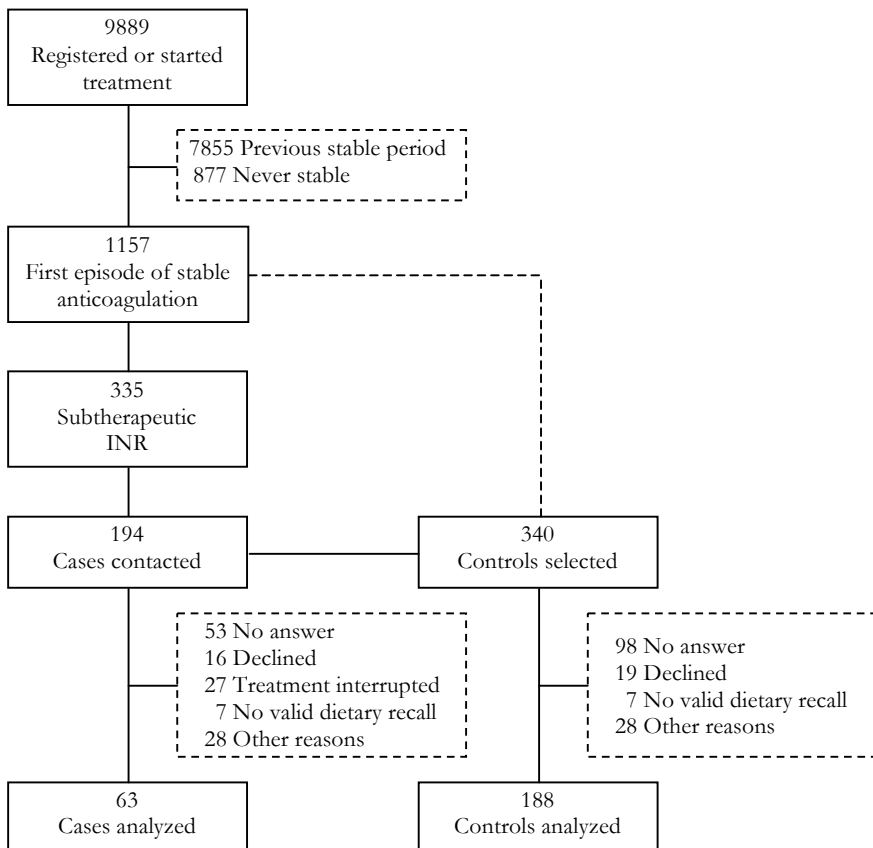 9889
Registered or started
treatment
7855 Previous stable period
877 Never stable
1157
First episode of stable
anticoagulation
335
Subtherapeutic
INR
194
Cases contacted
340
Controls selected
53 No answer
16 Declined
27 Treatment interrupted
7 No valid dietary recall
28 Other reasons
98 No answer
19 Declined
7 No valid dietary recall
28 Other reasons
63
Cases analyzed
188
Controls analyzed